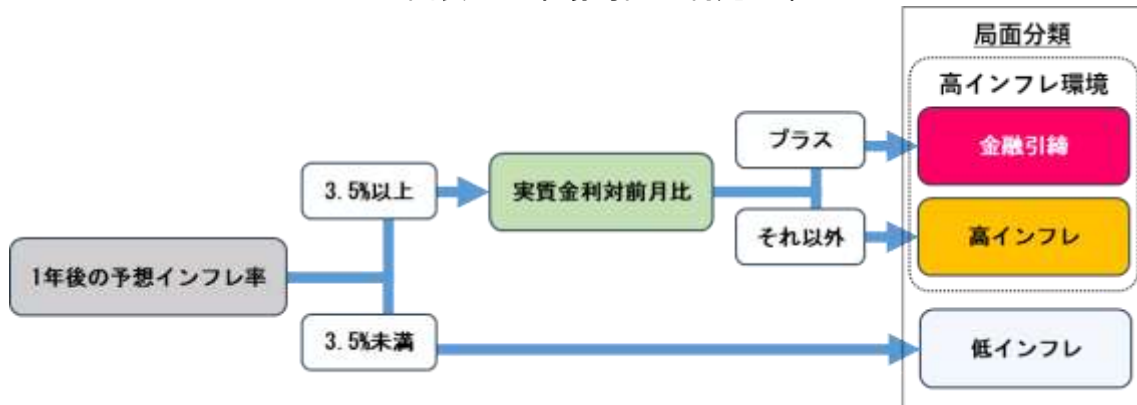 局面分類
高インフレ環境
プラス
金融引締
3.5%以上
実質金利対前月比
それ以外
高インフレ
1年後の予想インフレ率
3.5%未満
低インフレ